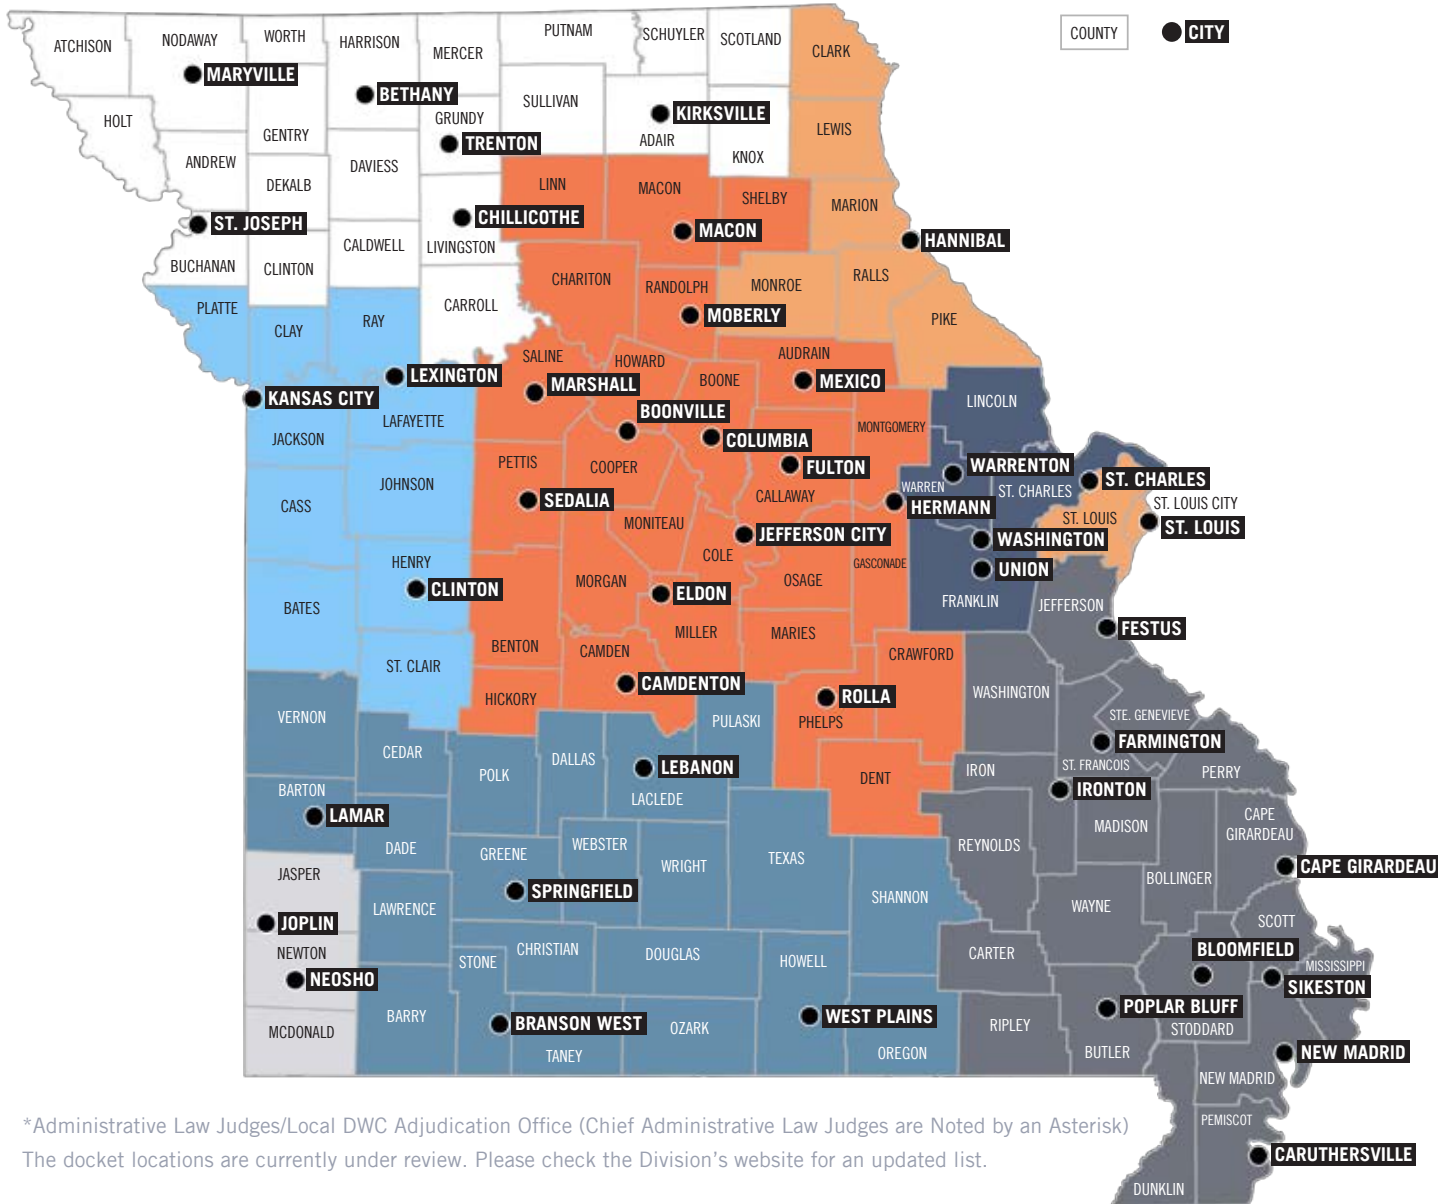 COUNTY
CITY
ATCHISON
NODAWAY
WORTH
HARRISON
MERCER
PUTNAM
SCHUYLER
SCOTLAND
CLARK
MARYVILLE
BETHANY
HOLT
GENTRY
GRUNDY
SULLIVAN
KIRKSVILLE
ADAIR
LEWIS
TRENTON
KNOX
ANDREW
DEKALB
DAVIESS
LINN
MACON
SHELBY
MARION
ST. JOSEPH
CHILLICOTHE
MACON
HANNIBAL
BUCHANAN
CLINTON
CALDWELL
LIVINGSTON
CHARITON
RANDOLPH
MONROE
RALLS
PLATTE
CLAY
RAY
CARROLL
MOBERLY
PIKE
SALINE
HOWARD
AUDRAIN
LEXINGTON
MARSHALL
BOONE
MEXICO
KANSAS CITY
LAFAYETTE
BOONVILLE
LINCOLN
JACKSON
COLUMBIA
MONTGOMERY
PETTIS
COOPER
FULTON
WARRENTON
CASS
JOHNSON
SEDALIA
CALLAWAY
WARREN
ST. CHARLES
ST. CHARLES
HERMANN
ST. LOUIS CITY
MONITEAU
JEFFERSON CITY
ST. LOUIS
ST. LOUIS
WASHINGTON
HENRY
COLE
GASCONADE
UNION
CLINTON
MORGAN
ELDON
OSAGE
FRANKLIN
JEFFERSON
BATES
MILLER
MARIES
FESTUS
BENTON
CAMDEN
CRAWFORD
ST. CLAIR
HICKORY
CAMDENTON
ROLLA
WASHINGTON
VERNON
PULASKI
PHELPS
STE. GENEVIEVE
CEDAR
POLK
DALLAS
LEBANON
DENT
IRON
FARMINGTON
ST. FRANCOIS
PERRY
BARTON
LACLEDE
IRONTON
LAMAR
DADE
GREENE
WEBSTER
WRIGHT
TEXAS
REYNOLDS
MADISON
CAPE
GIRARDEAU
JASPER
SPRINGFIELD
SHANNON
BOLLINGER
CAPE GIRARDEAU
LAWRENCE
WAYNE
JOPLIN
SCOTT
NEWTON
STONE
CHRISTIAN
DOUGLAS
HOWELL
CARTER
BLOOMFIELD
MISSISSIPPI
NEOSHO
SIKESTON
MCDONALD
BARRY
BRANSON WEST
OZARK
WEST PLAINS
RIPLEY
POPLAR BLUFF
STODDARD
TANEY
OREGON
BUTLER
NEW MADRID
NEW MADRID
PEMISCOT
CARUTHERSVILLE
DUNKLIN
*Administrative Law Judges/Local DWC Adjudication Office (Chief Administrative Law Judges are Noted by an Asterisk)
The docket locations are currently under review. Please check the Division's website for an updated list.